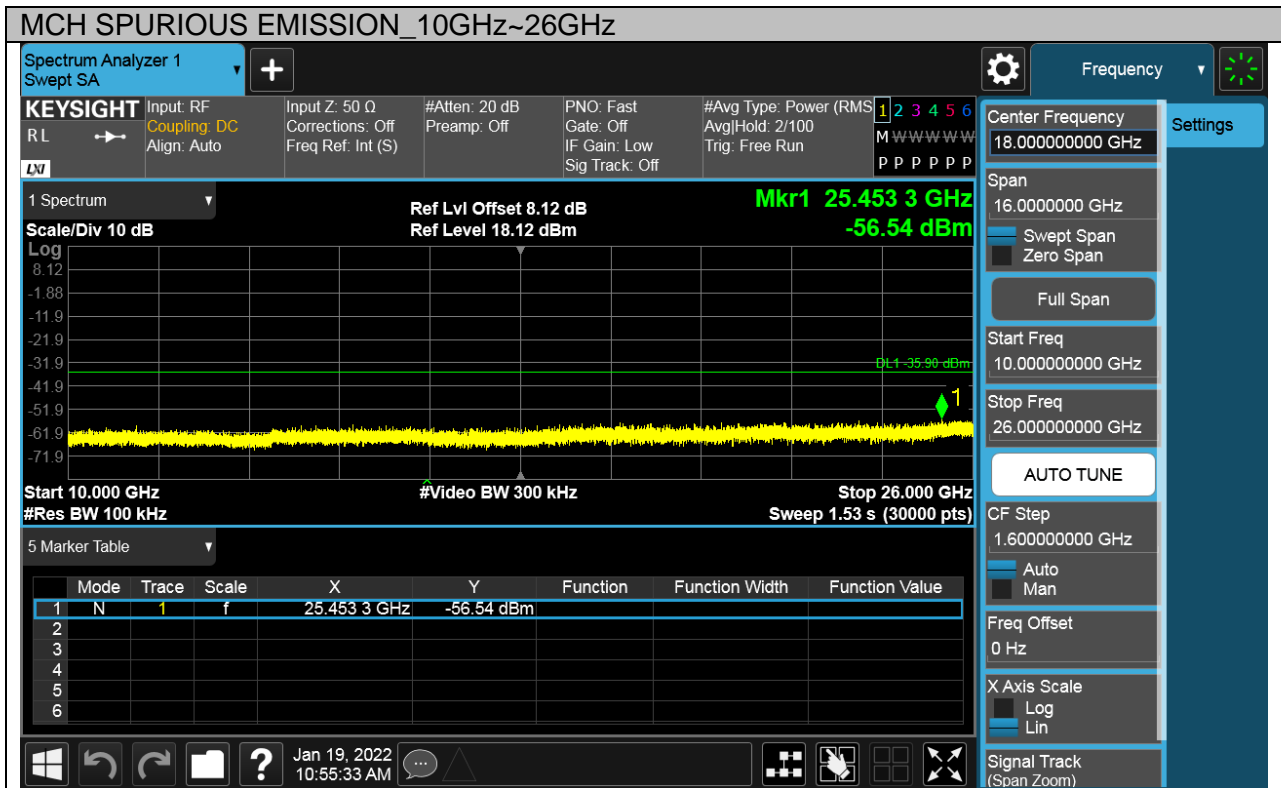 MCH SPURIOUS EMISSION_10GHz~26GHz
Spectrum Analyzer 1
Swept SA
Frequency
KEYSIGHT
RL
LXI
Input: RF
Coupling: DC
Align: Auto
Input Z: 50 Ω
Corrections: Off
Freq Ref: Int (S)
#Atten: 20 dB
Preamp: Off
PNO: Fast
Gate: Off
IF Gain: Low
Sig Track: Off
#Avg Type: Power (RMS
Avg|Hold: 2/100
Trig: Free Run
1 2 3 4 5 6
M W W W W W
P P P P P P
1 Spectrum
Scale/Div 10 dB
Ref Lvl Offset 8.12 dB
Ref Level 18.12 dBm
Mkr1 25.453 3 GHz
-56.54 dBm
Log
8.12
-1.88
-11.9
-21.9
-31.9
-41.9
-51.9
-61.9
-71.9
DL1 -35.90 dBm
1
Start 10.000 GHz
#Video BW 300 kHz
Stop 26.000 GHz
#Res BW 100 kHz
Sweep 1.53 s (30000 pts)
5 Marker Table
Mode Trace Scale X Y Function Function Width Function Value
1 N 1 f 25.453 3 GHz -56.54 dBm
2
3
4
5
6
Jan 19, 2022
10:55:33 AM
Center Frequency
18.000000000 GHz
Settings
Span
16.0000000 GHz
Swept Span
Zero Span
Full Span
Start Freq
10.000000000 GHz
Stop Freq
26.000000000 GHz
AUTO TUNE
CF Step
1.600000000 GHz
Auto
Man
Freq Offset
0 Hz
X Axis Scale
Log
Lin
Signal Track
(Span Zoom)